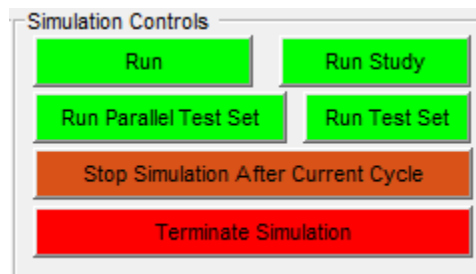 Simulation Controls
Run
Run Study
Run Parallel Test Set
Run Test Set
Stop Simulation After Current Cycle
Terminate Simulation